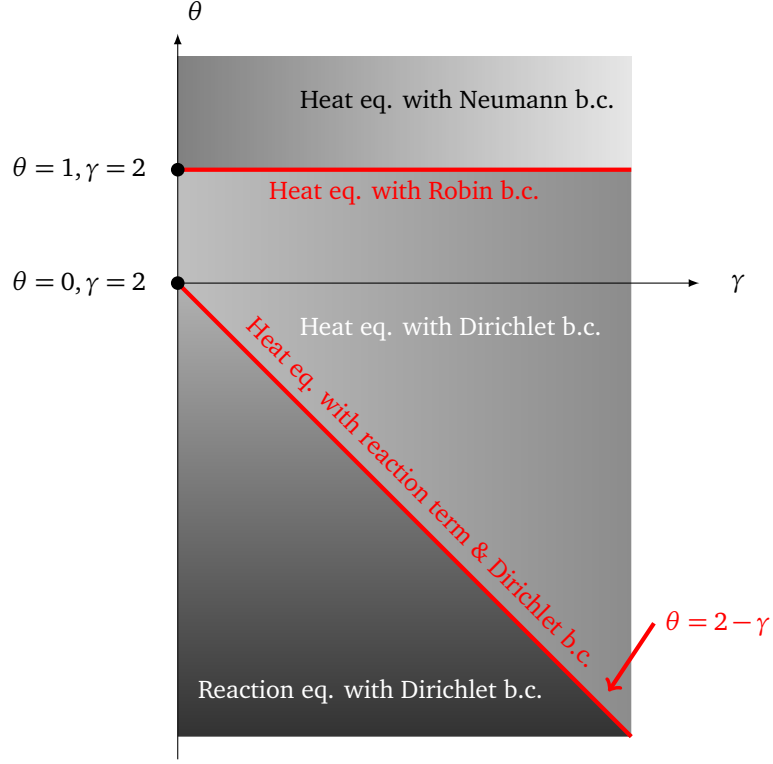 θ
Heat eq. with Neumann b.c.
θ = 1, γ = 2
Heat eq. with Robin b.c.
θ = 0, γ = 2
γ
Heat eq. with Dirichlet b.c.
Heat eq. with reaction term & Dirichlet b.c.
θ = 2 − γ
Reaction eq. with Dirichlet b.c.